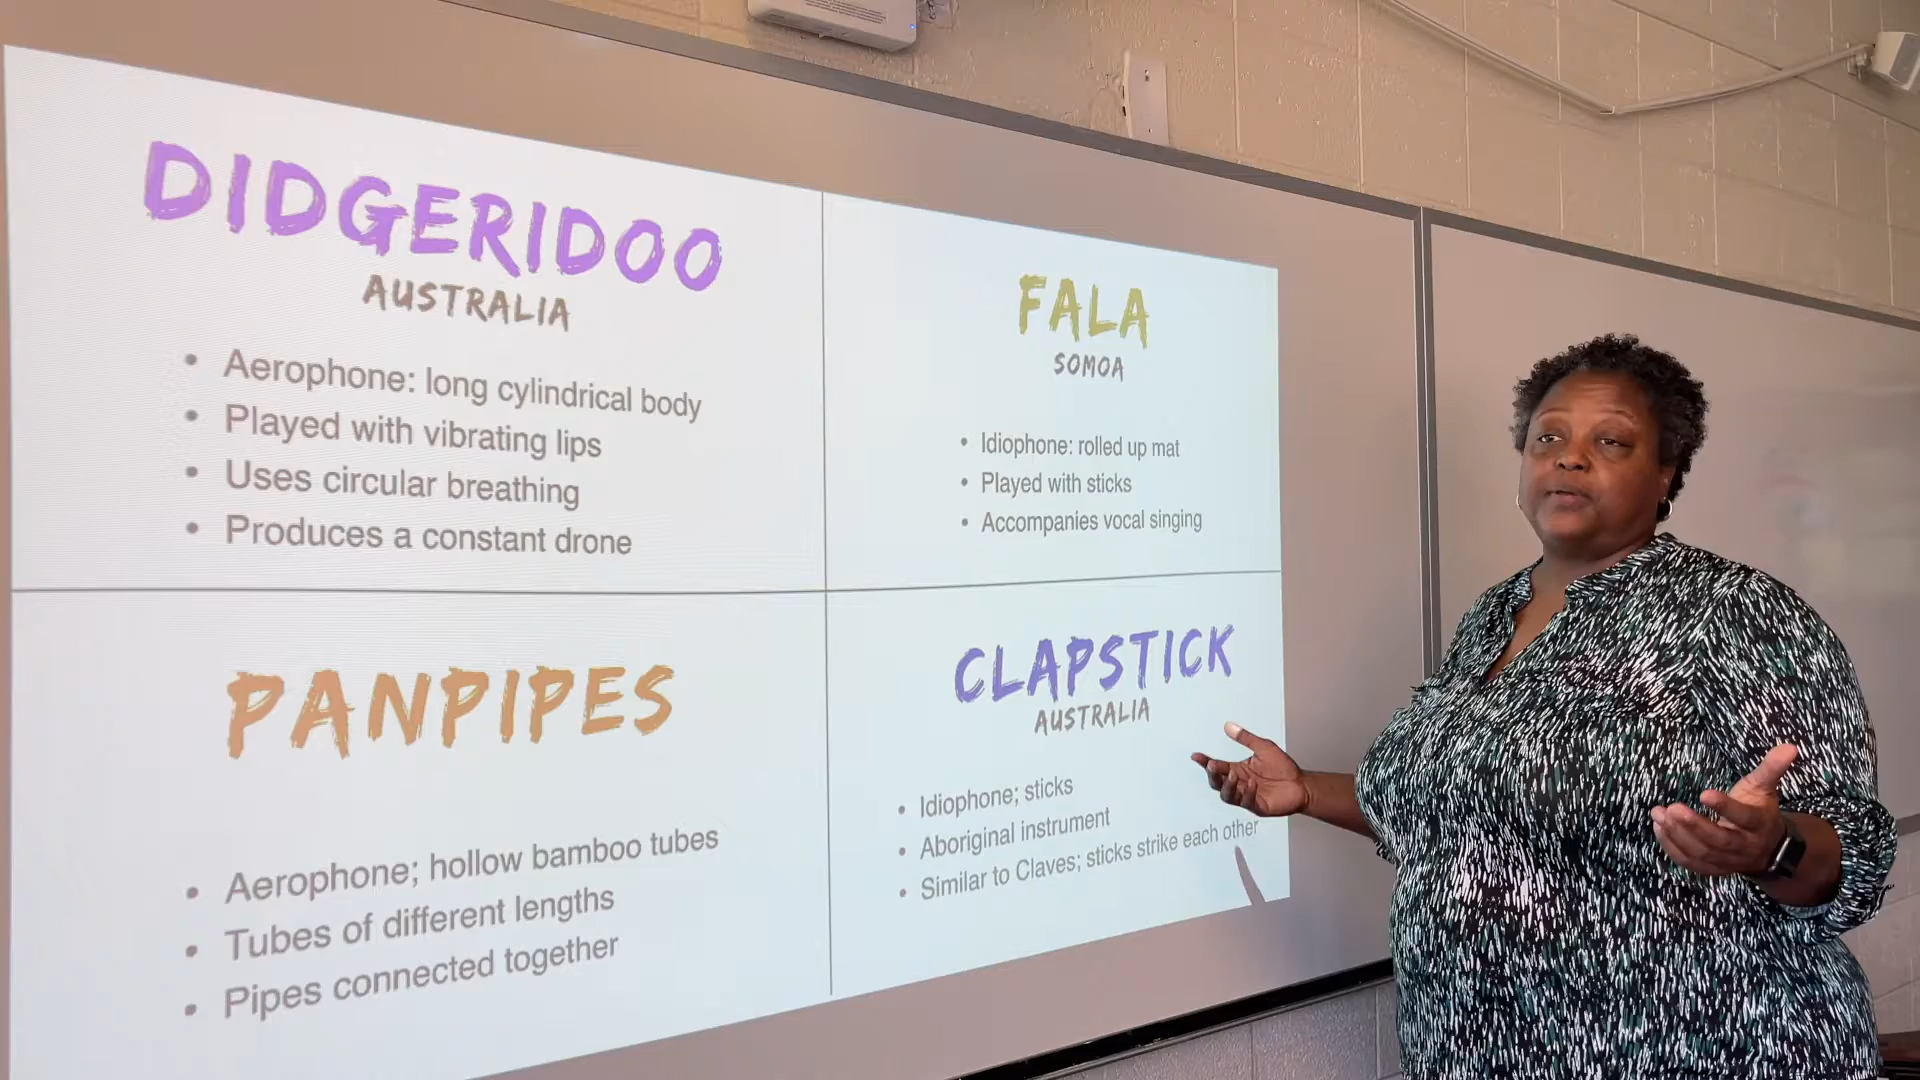 DIDGERIDOO
AUSTRALIA
• Aerophone: long cylindrical body
• Played with vibrating lips
• Uses circular breathing
• Produces a constant drone
FALA
SOMOA
• Idiophone: rolled up mat
• Played with sticks
• Accompanies vocal singing
PANPIPES
• Aerophone; hollow bamboo tubes
• Tubes of different lengths
• Pipes connected together
CLAPSTICK
AUSTRALIA
• Idiophone; sticks
• Aboriginal instrument
• Similar to Claves; sticks strike each other